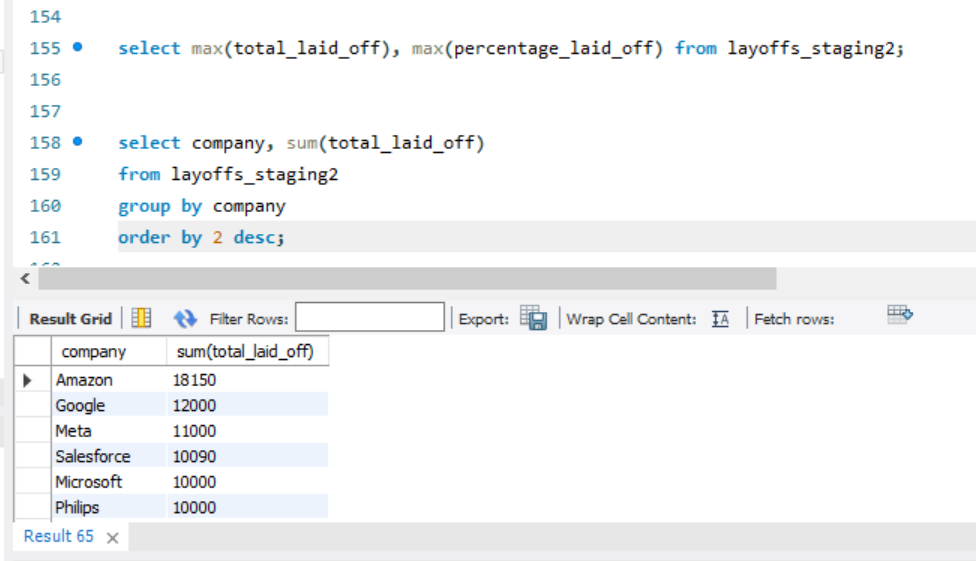 154
155 select max(total_laid_off), max(percentage_laid_off) from layoffs_staging2;
156
157
158 select company, sum(total_laid_off)
159 from layoffs_staging2
160 group by company
161 order by 2 desc;
Result Grid Filter Rows: Export: Wrap Cell Content: IA Fetch rows:
company sum(total_laid_off)
Amazon 18150
Google 12000
Meta 11000
Salesforce 10090
Microsoft 10000
Philips 10000
Result 65 ×